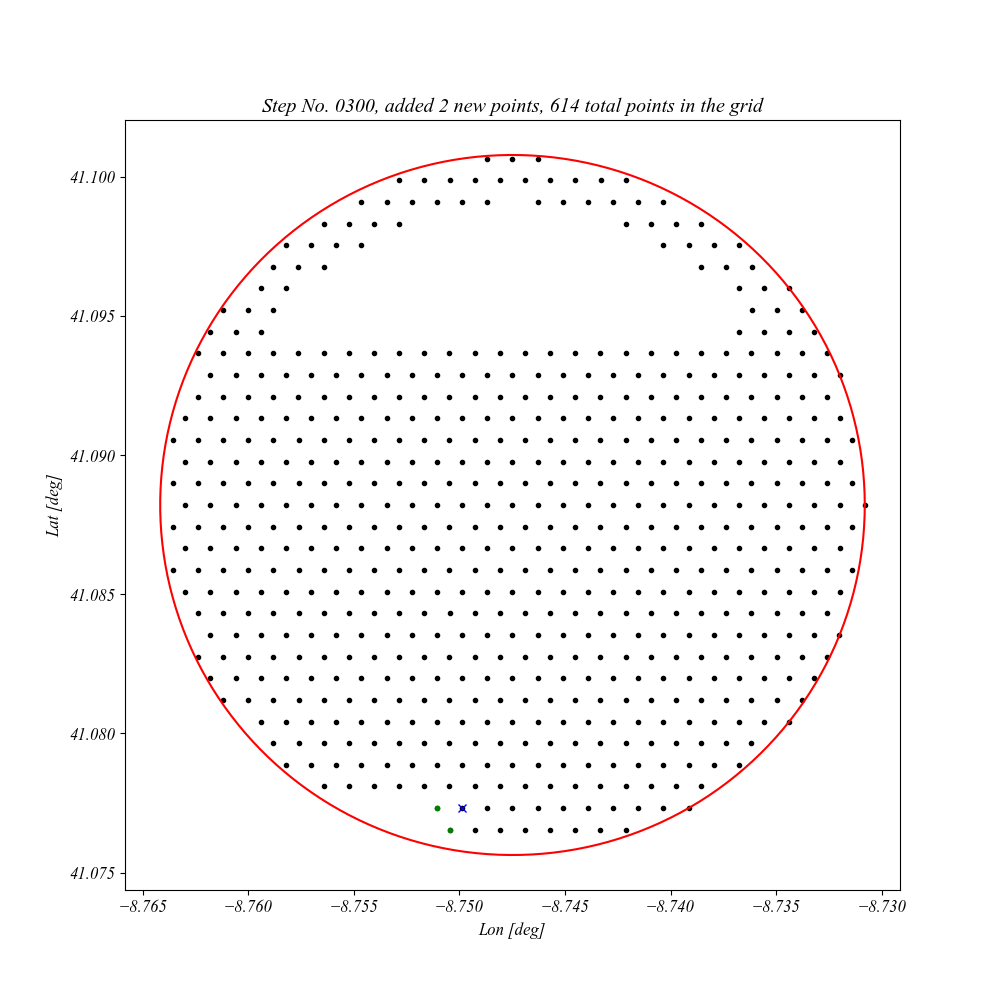 Step No. 0300, added 2 new points, 614 total points in the grid
41.100
41.095
41.090
41.085
41.080
41.075
Lat [deg]
−8.765 −8.760 −8.755 −8.750 −8.745 −8.740 −8.735 −8.730
Lon [deg]